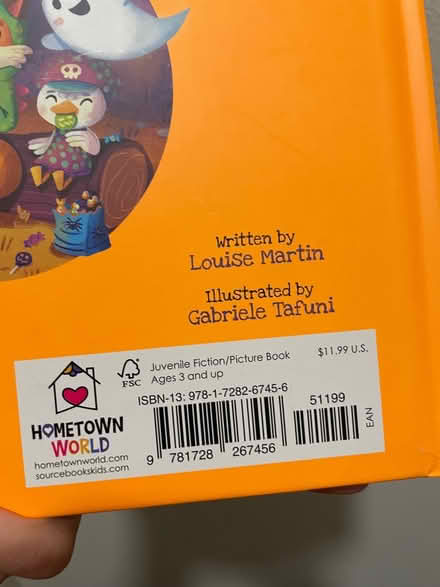 Written by
Louise Martin
Illustrated by
Gabriele Tafuni
HOMETOWN
WORLD
hometownworld.com
sourcebookskids.com
FSC
Juvenile Fiction/Picture Book
Ages 3 and up
$11.99 U.S.
ISBN-13: 978-1-7282-6745-6
51199
9 781728 267456
EAN